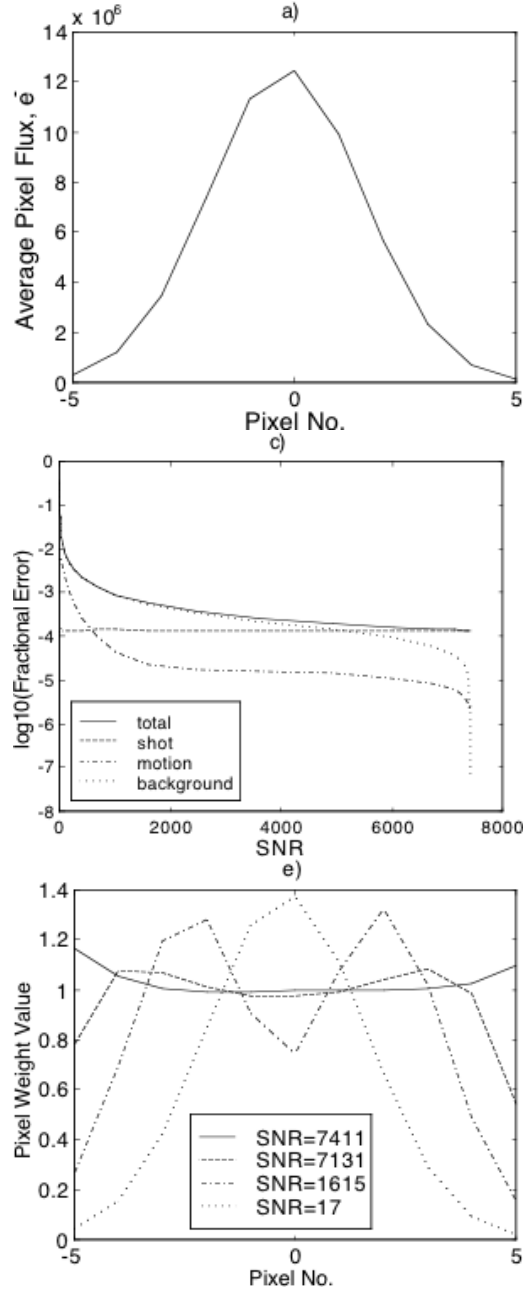 a)
x 10⁶
14
12
10
8
6
4
2
0
Average Pixel Flux, e⁻
-5 0 5
Pixel No.
c)
0
-1
-2
-3
-4
-5
-6
-7
-8
log10(Fractional Error)
total
shot
motion
background
0 2000 4000 6000 8000
SNR
e)
1.4
1.2
1
0.8
0.6
0.4
0.2
0
Pixel Weight Value
SNR=7411
SNR=7131
SNR=1615
SNR=17
-5 0 5
Pixel No.